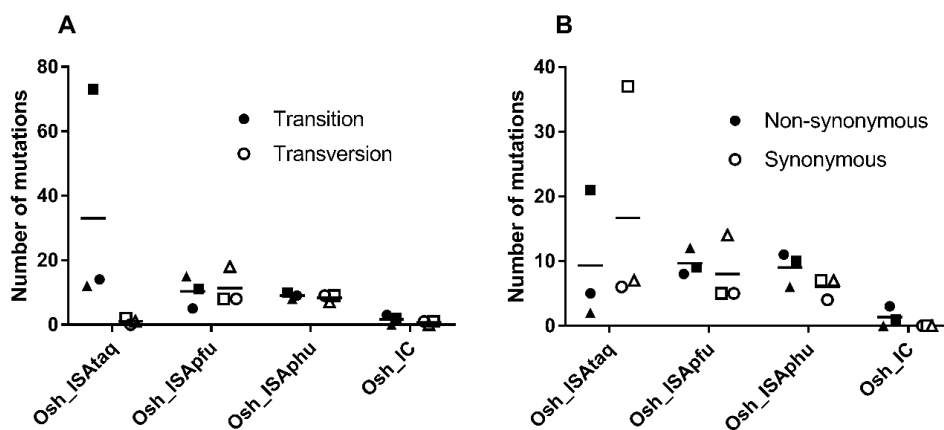 A
Number of mutations
80
60
40
20
0
Transition
Transversion
Osh_ISAtaq
Osh_ISApfu
Osh_ISAphu
Osh_IC
B
Number of mutations
40
30
20
10
0
Non-synonymous
Synonymous
Osh_ISAtaq
Osh_ISApfu
Osh_ISAphu
Osh_IC